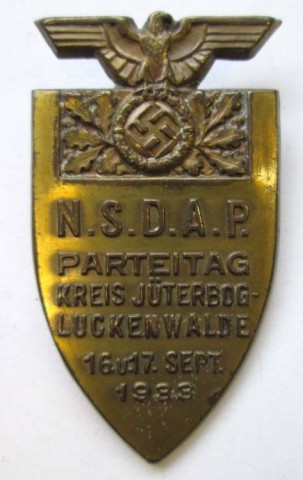 N.S.D.A.P.
PARTEITAG
KREIS JÜTERBOG-
LUCKENWALDE
16.u.17. SEPT.
1933